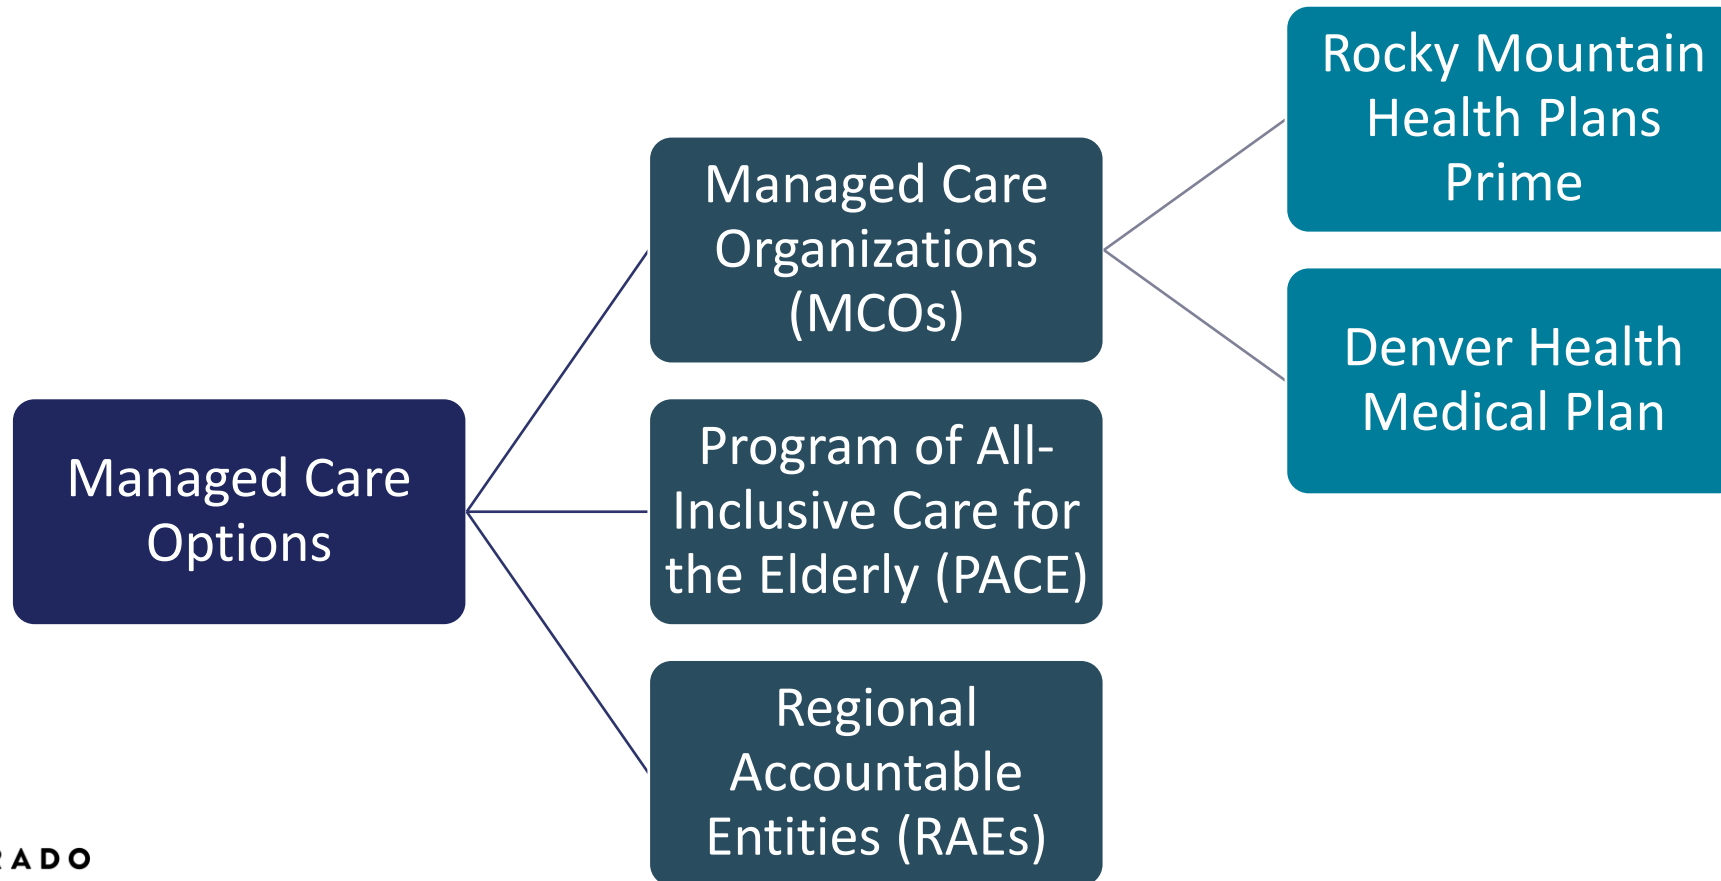 Managed Care
Options
Managed Care
Organizations
(MCOs)
Program of All-
Inclusive Care for
the Elderly (PACE)
Regional
Accountable
Entities (RAEs)
Rocky Mountain
Health Plans
Prime
Denver Health
Medical Plan
RADO